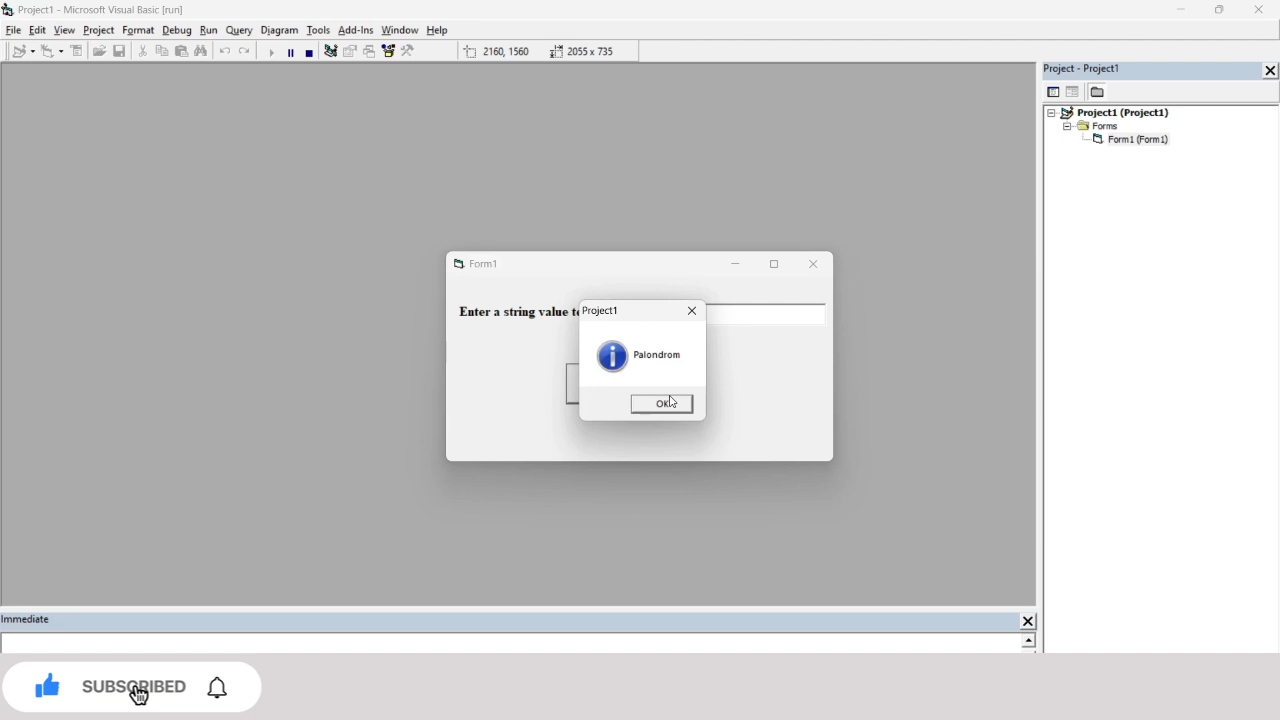 Project1 - Microsoft Visual Basic [run]
File Edit View Project Format Debug Run Query Diagram Tools Add-Ins Window Help
2160, 1560 2055 x 735
Project - Project1
Project1 (Project1)
Forms
Form1 (Form1)
Form1
Enter a string value
Project1
Palondrom
OK
Immediate
SUBSCRIBED